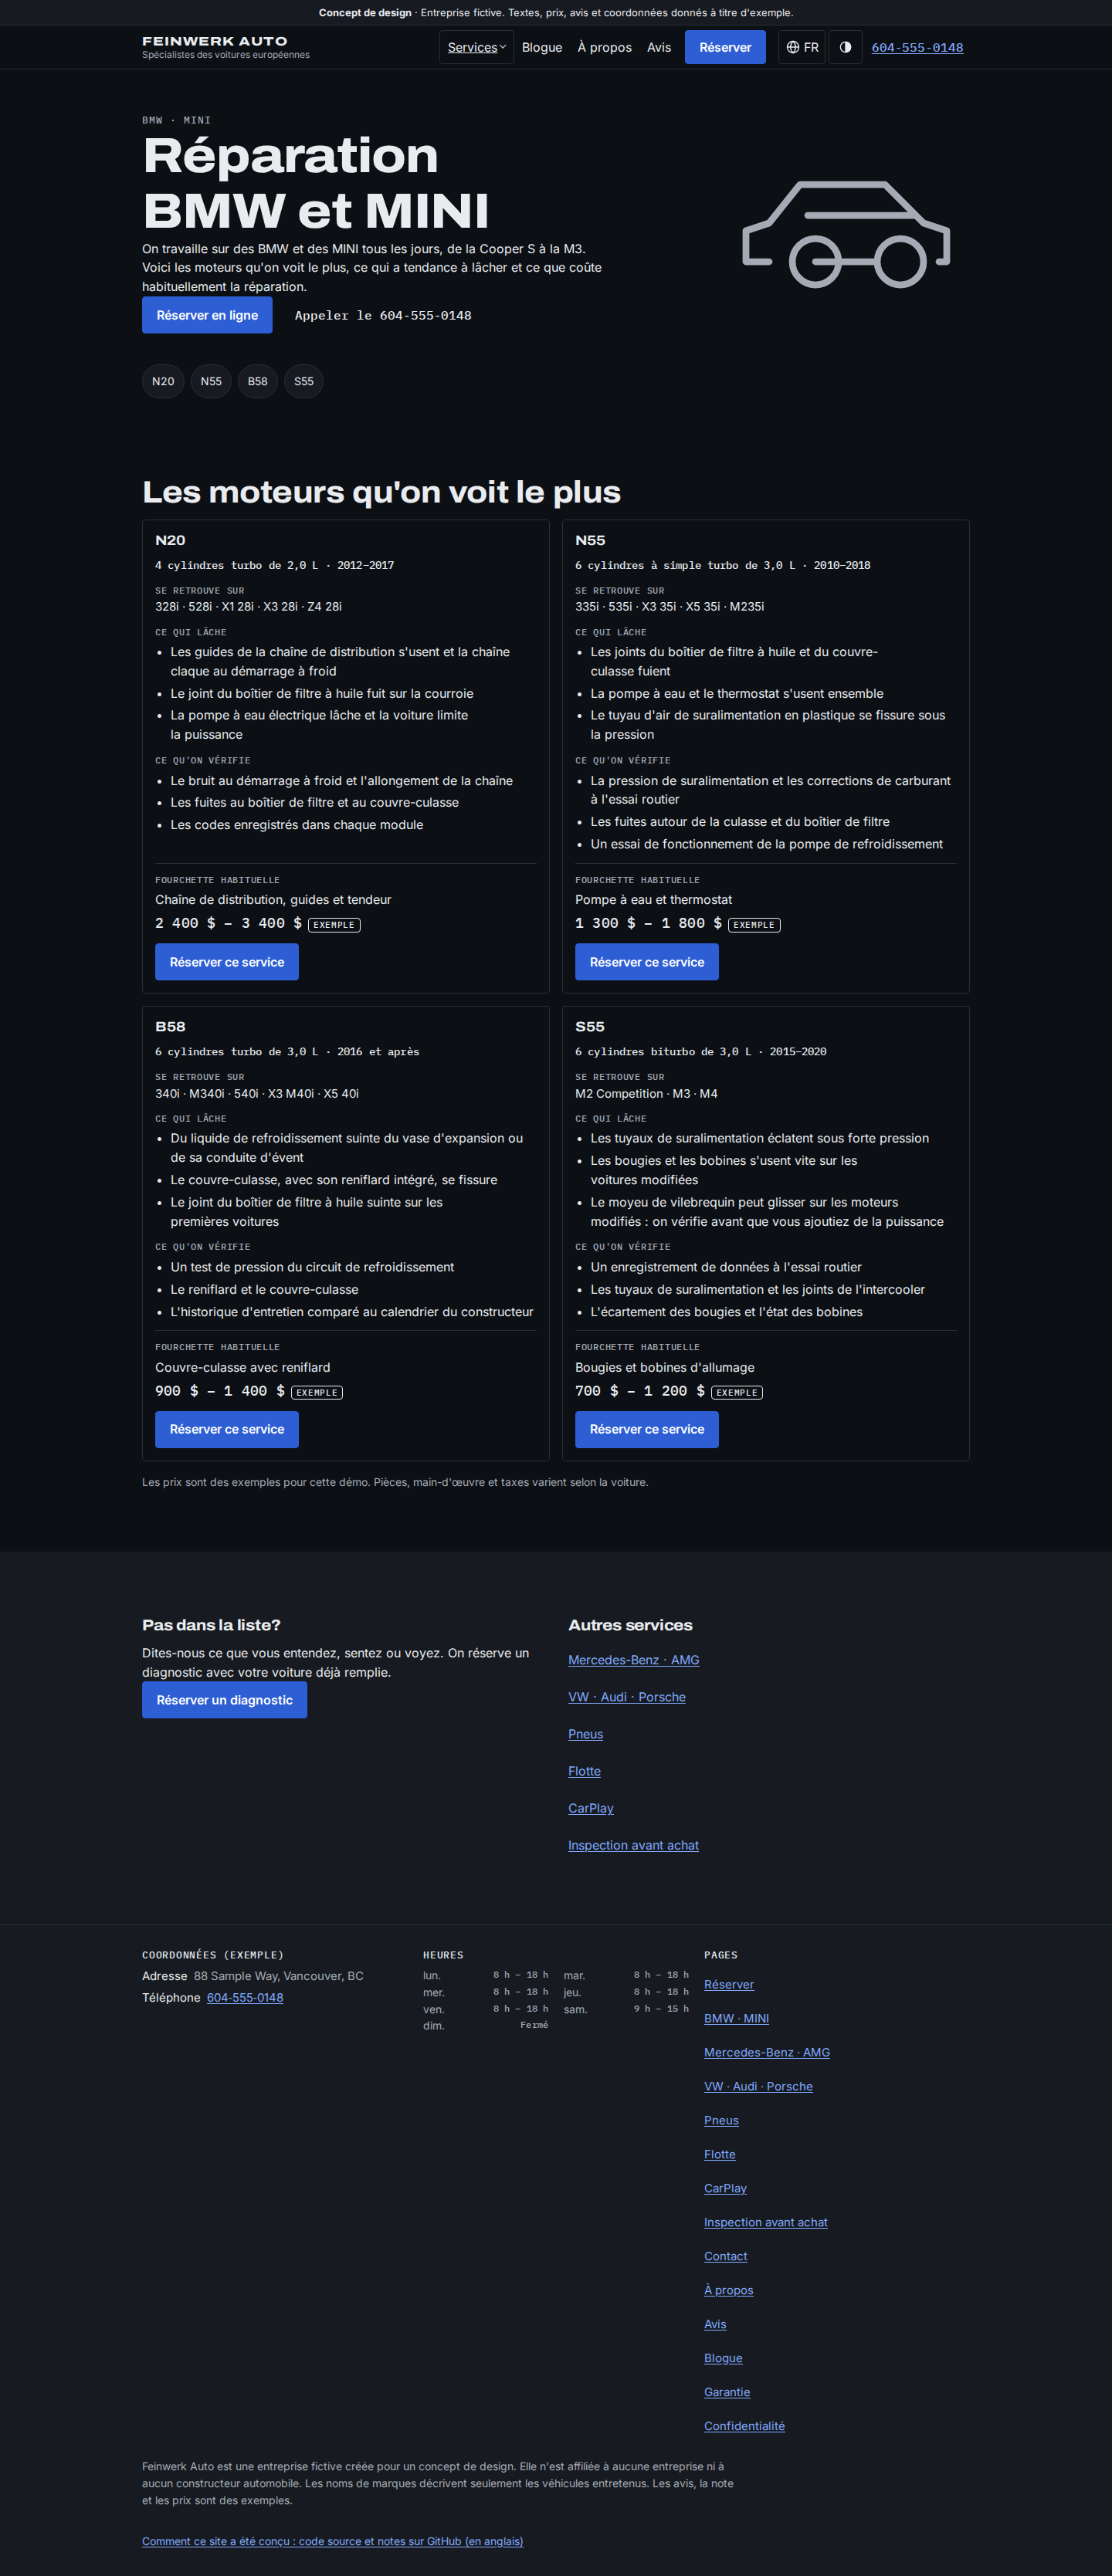 Concept de design · Entreprise fictive. Textes, prix, avis et coordonnées donnés à titre d'exemple.
FEINWERK AUTO
Spécialistes des voitures européennes
Services
Blogue
À propos
Avis
Réserver
FR
604-555-0148
BMW · MINI
Réparation
BMW et MINI
On travaille sur des BMW et des MINI tous les jours, de la Cooper S à la M3.
Voici les moteurs qu'on voit le plus, ce qui a tendance à lâcher et ce que coûte
habituellement la réparation.
Réserver en ligne
Appeler le 604-555-0148
N20
N55
B58
S55
Les moteurs qu'on voit le plus
N20
4 cylindres turbo de 2,0 L · 2012–2017
SE RETROUVE SUR
328i · 528i · X1 28i · X3 28i · Z4 28i
CE QUI LÂCHE
Les guides de la chaîne de distribution s'usent et la chaîne
claque au démarrage à froid
Le joint du boîtier de filtre à huile fuit sur la courroie
La pompe à eau électrique lâche et la voiture limite
la puissance
CE QU'ON VÉRIFIE
Le bruit au démarrage à froid et l'allongement de la chaîne
Les fuites au boîtier de filtre et au couvre-culasse
Les codes enregistrés dans chaque module
FOURCHETTE HABITUELLE
Chaîne de distribution, guides et tendeur
2 400 $ – 3 400 $ EXEMPLE
Réserver ce service
N55
6 cylindres à simple turbo de 3,0 L · 2010–2018
SE RETROUVE SUR
335i · 535i · X3 35i · X5 35i · M235i
CE QUI LÂCHE
Les joints du boîtier de filtre à huile et du couvre-
culasse fuient
La pompe à eau et le thermostat s'usent ensemble
Le tuyau d'air de suralimentation en plastique se fissure sous
la pression
CE QU'ON VÉRIFIE
La pression de suralimentation et les corrections de carburant
à l'essai routier
Les fuites autour de la culasse et du boîtier de filtre
Un essai de fonctionnement de la pompe de refroidissement
FOURCHETTE HABITUELLE
Pompe à eau et thermostat
1 300 $ – 1 800 $ EXEMPLE
Réserver ce service
B58
6 cylindres turbo de 3,0 L · 2016 et après
SE RETROUVE SUR
340i · M340i · 540i · X3 M40i · X5 40i
CE QUI LÂCHE
Du liquide de refroidissement suinte du vase d'expansion ou
de sa conduite d'évent
Le couvre-culasse, avec son reniflard intégré, se fissure
Le joint du boîtier de filtre à huile suinte sur les
premières voitures
CE QU'ON VÉRIFIE
Un test de pression du circuit de refroidissement
Le reniflard et le couvre-culasse
L'historique d'entretien comparé au calendrier du constructeur
FOURCHETTE HABITUELLE
Couvre-culasse avec reniflard
900 $ – 1 400 $ EXEMPLE
Réserver ce service
S55
6 cylindres biturbo de 3,0 L · 2015–2020
SE RETROUVE SUR
M2 Competition · M3 · M4
CE QUI LÂCHE
Les tuyaux de suralimentation éclatent sous forte pression
Les bougies et les bobines s'usent vite sur les
voitures modifiées
Le moyeu de vilebrequin peut glisser sur les moteurs
modifiés : on vérifie avant que vous ajoutiez de la puissance
CE QU'ON VÉRIFIE
Un enregistrement de données à l'essai routier
Les tuyaux de suralimentation et les joints de l'intercooler
L'écartement des bougies et l'état des bobines
FOURCHETTE HABITUELLE
Bougies et bobines d'allumage
700 $ – 1 200 $ EXEMPLE
Réserver ce service
Les prix sont des exemples pour cette démo. Pièces, main-d'œuvre et taxes varient selon la voiture.
Pas dans la liste?
Dites-nous ce que vous entendez, sentez ou voyez. On réserve un
diagnostic avec votre voiture déjà remplie.
Réserver un diagnostic
Autres services
Mercedes-Benz · AMG
VW · Audi · Porsche
Pneus
Flotte
CarPlay
Inspection avant achat
COORDONNÉES (EXEMPLE)
Adresse 88 Sample Way, Vancouver, BC
Téléphone 604-555-0148
HEURES
lun. 8 h – 18 h mar. 8 h – 18 h
mer. 8 h – 18 h jeu. 8 h – 18 h
ven. 8 h – 18 h sam. 9 h – 15 h
dim. Fermé
PAGES
Réserver
BMW · MINI
Mercedes-Benz · AMG
VW · Audi · Porsche
Pneus
Flotte
CarPlay
Inspection avant achat
Contact
À propos
Avis
Blogue
Garantie
Confidentialité
Feinwerk Auto est une entreprise fictive créée pour un concept de design. Elle n'est affiliée à aucune entreprise ni à
aucun constructeur automobile. Les noms de marques décrivent seulement les véhicules entretenus. Les avis, la note
et les prix sont des exemples.
Comment ce site a été conçu : code source et notes sur GitHub (en anglais)